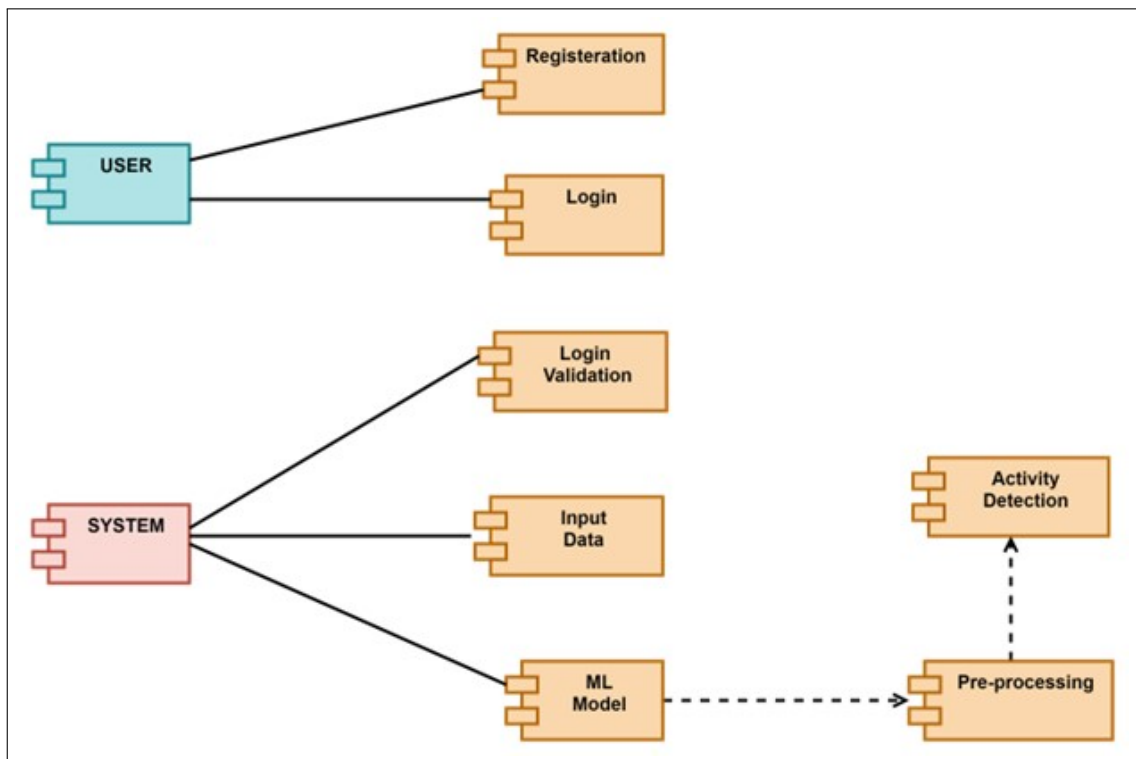 Registeration
USER
Login
Login
Validation
SYSTEM
Input
Data
Activity
Detection
ML
Model
Pre-processing